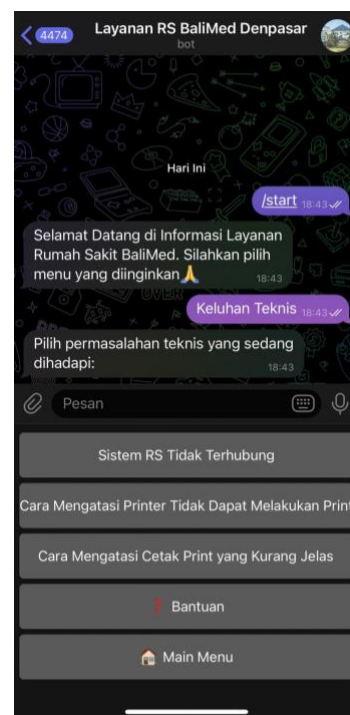 4474
Layanan RS BaliMed Denpasar
bot
Hari Ini
/start 18:43
Selamat Datang di Informasi Layanan
Rumah Sakit BaliMed. Silahkan pilih
menu yang diinginkan🙏 18:43
Keluhan Teknis 18:43
Pilih permasalahan teknis yang sedang
dihadapi: 18:43
Pesan
Sistem RS Tidak Terhubung
Cara Mengatasi Printer Tidak Dapat Melakukan Print
Cara Mengatasi Cetak Print yang Kurang Jelas
❓ Bantuan
🏠 Main Menu